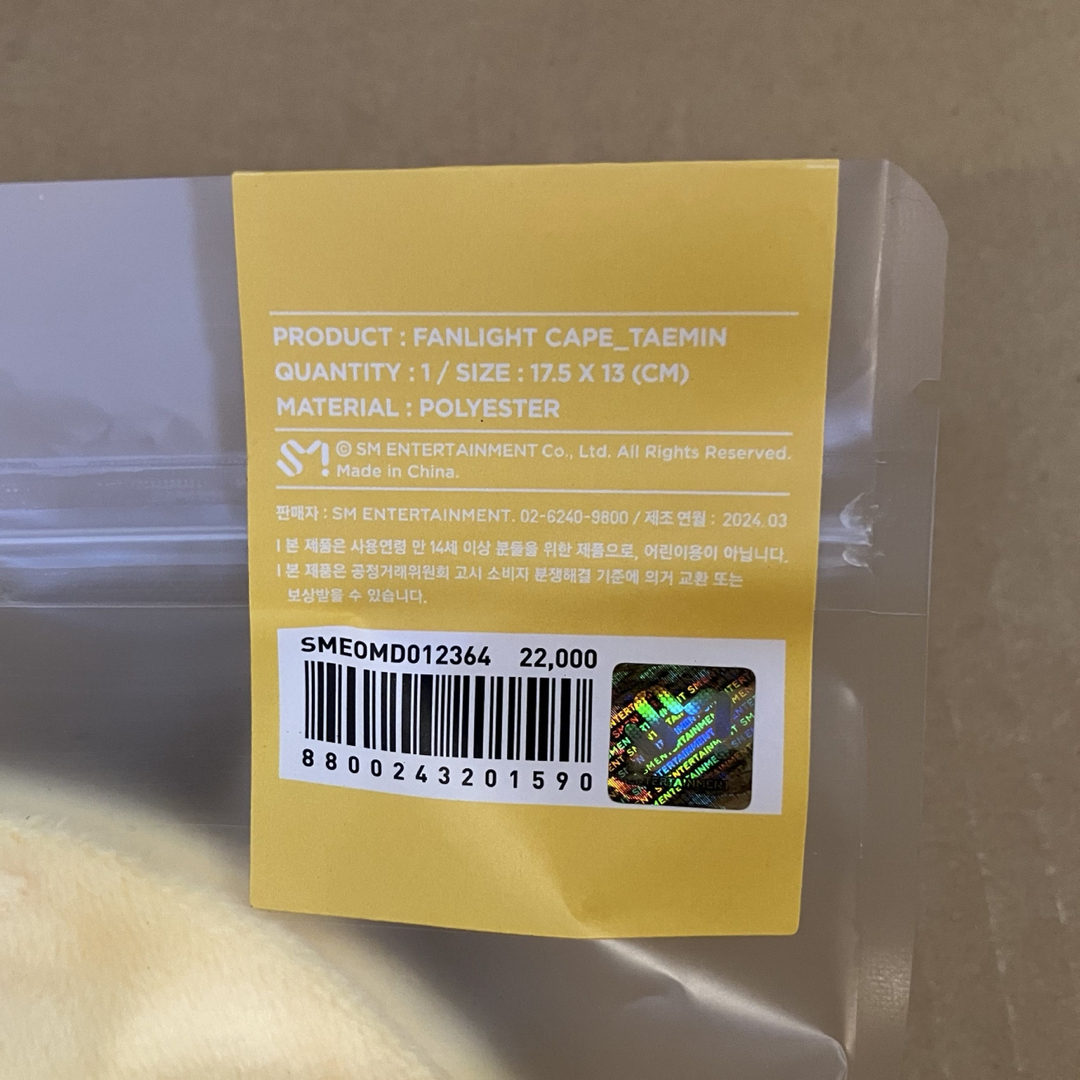 PRODUCT : FANLIGHT CAPE_TAEMIN
QUANTITY : 1 / SIZE : 17.5 X 13 (CM)
MATERIAL : POLYESTER
SM! © SM ENTERTAINMENT Co., Ltd. All Rights Reserved.
Made in China.
판매자 : SM ENTERTAINMENT. 02-6240-9800 / 제조 연월 : 2024. 03
| 본 제품은 사용연령 만 14세 이상 분들을 위한 제품으로, 어린이용이 아닙니다.
| 본 제품은 공정거래위원회 고시 소비자 분쟁해결 기준에 의거 교환 또는
보상받을 수 있습니다.
SMEOMD012364 22,000
8800243201590
ENTERTAINMENT